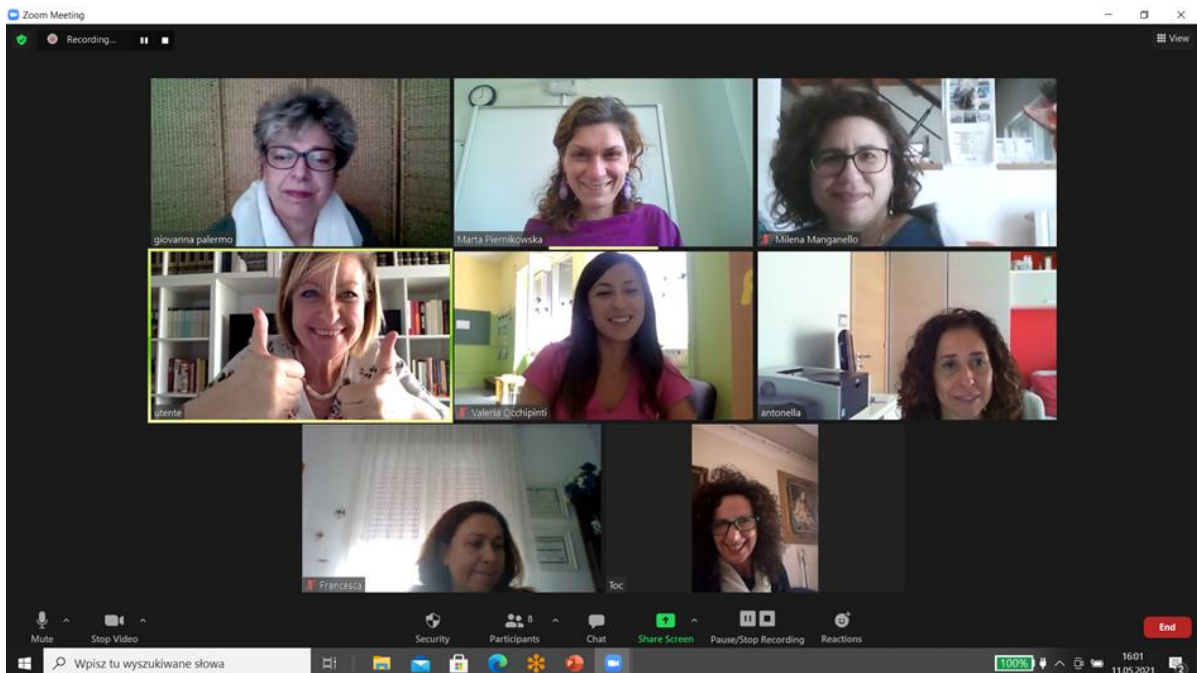 Zoom Meeting
Recording...
View
giovanna palermo
Marta Piernikowska
Milena Manganello
utente
Valeria Occhipinti
antonella
Francesca
Toc
Mute
Stop Video
Security
Participants
8
Chat
Share Screen
Pause/Stop Recording
Reactions
End
Wpisz tu wyszukiwane słowa
100%
16:01
11.05.2021
2